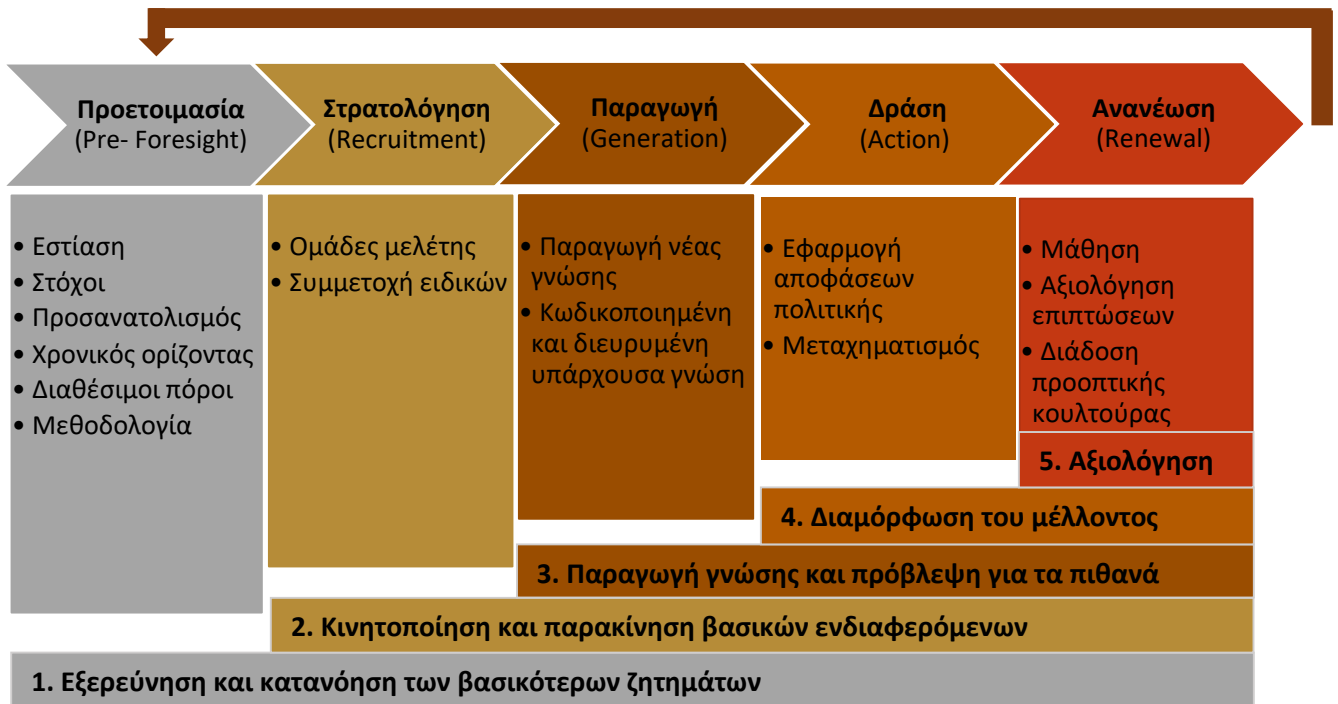 Προετοιμασία
(Pre- Foresight)
Στρατολόγηση
(Recruitment)
Παραγωγή
(Generation)
Δράση
(Action)
Ανανέωση
(Renewal)
• Εστίαση
• Στόχοι
• Προσανατολισμός
• Χρονικός ορίζοντας
• Διαθέσιμοι πόροι
• Μεθοδολογία
• Ομάδες μελέτης
• Συμμετοχή ειδικών
• Παραγωγή νέας
γνώσης
• Κωδικοποιημένη
και διευρυμένη
υπάρχουσα γνώση
• Εφαρμογή
αποφάσεων
πολιτικής
• Μεταχηματισμός
• Μάθηση
• Αξιολόγηση
επιπτώσεων
• Διάδοση
προοπτικής
κουλτούρας
5. Αξιολόγηση
4. Διαμόρφωση του μέλλοντος
3. Παραγωγή γνώσης και πρόβλεψη για τα πιθανά
2. Κινητοποίηση και παρακίνηση βασικών ενδιαφερόμενων
1. Εξερεύνηση και κατανόηση των βασικότερων ζητημάτων